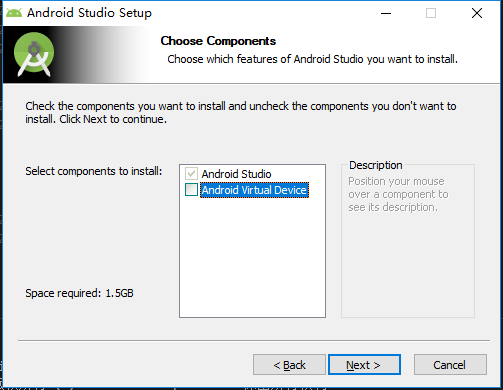 Android Studio Setup
Choose Components
Choose which features of Android Studio you want to install.
Check the components you want to install and uncheck the components you don't want to
install. Click Next to continue.
Select components to install:
Android Studio
Android Virtual Device
Description
Position your mouse
over a component to
see its description.
Space required: 1.5GB
< Back
Next >
Cancel